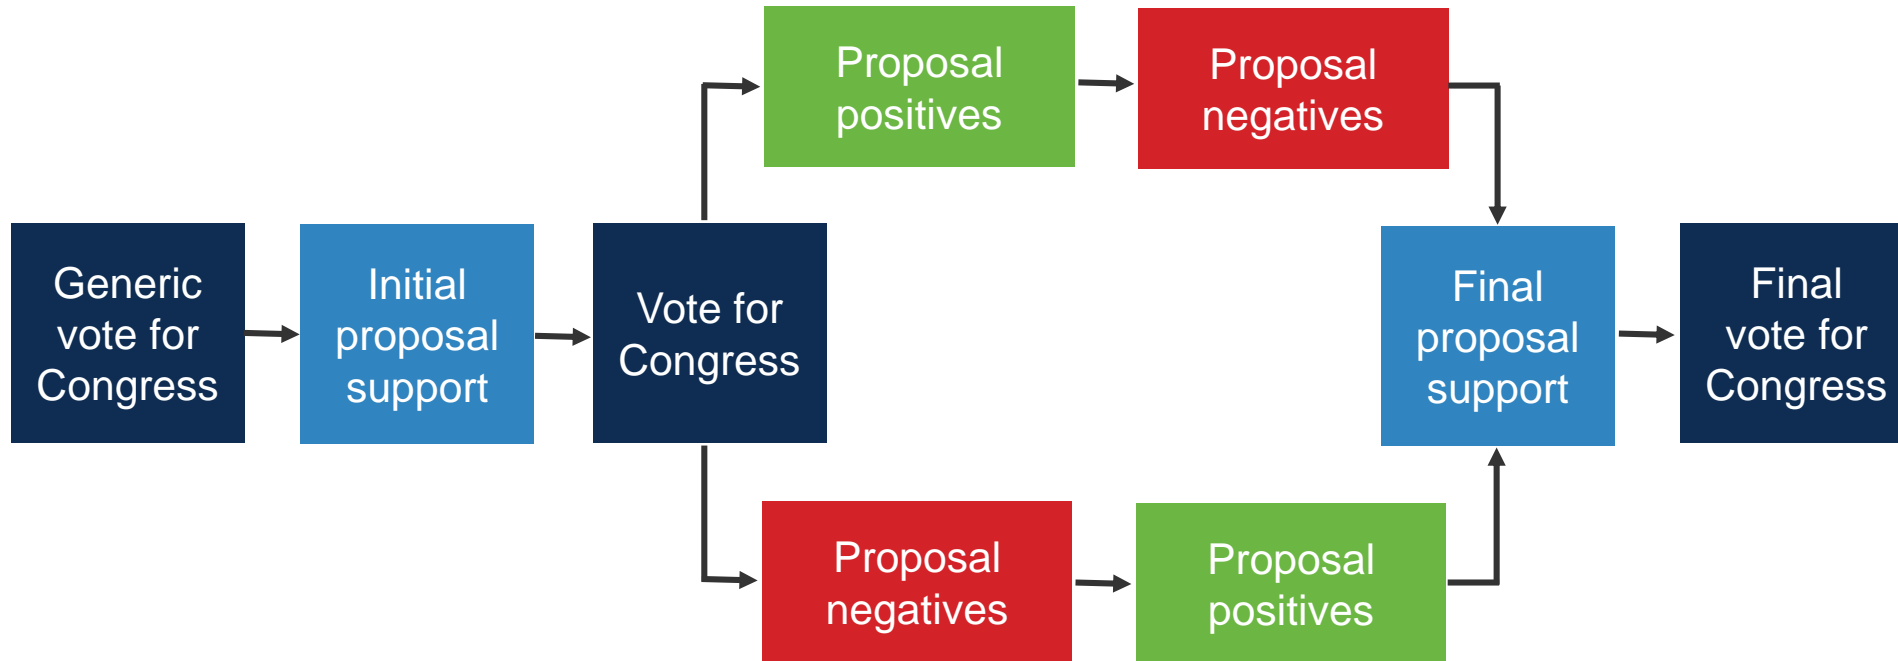 Proposal
positives
Proposal
negatives
Generic
vote for
Congress
Initial
proposal
support
Vote for
Congress
Final
proposal
support
Final
vote for
Congress
Proposal
negatives
Proposal
positives